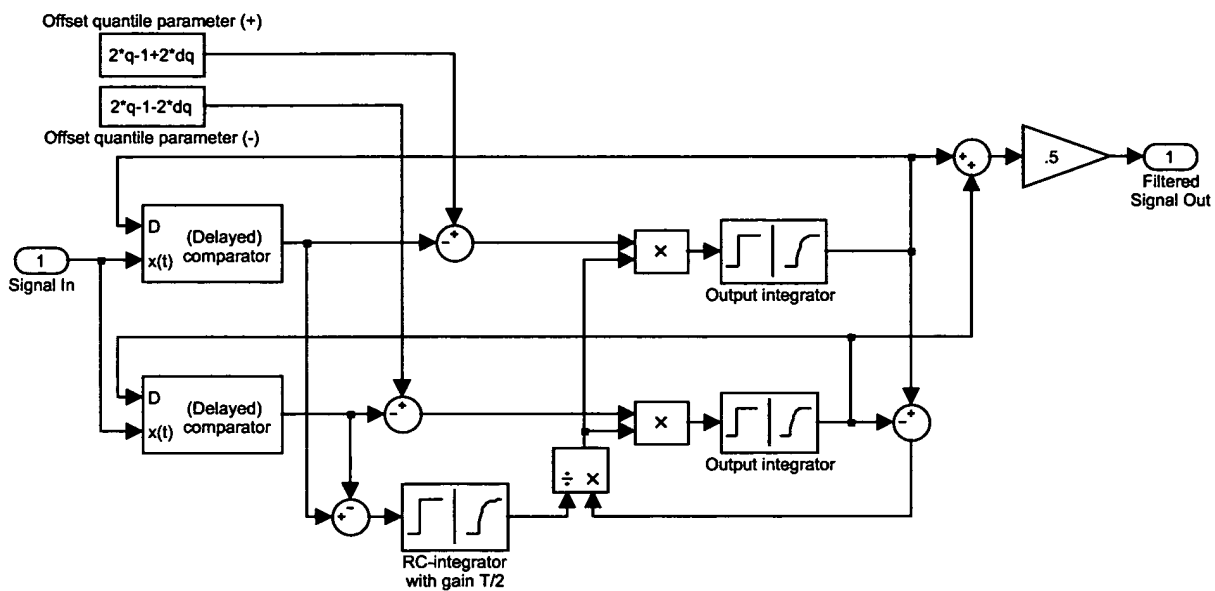 Offset quantile parameter (+)
2*q-1+2*dq
2*q-1-2*dq
Offset quantile parameter (-)
D
(Delayed)
comparator
x(t)
1
Signal In
-
+
×
Output integrator
+
+
.5
1
Filtered
Signal Out
D
(Delayed)
comparator
x(t)
-
+
×
Output integrator
+
-
÷ ×
-
+
RC-integrator
with gain T/2